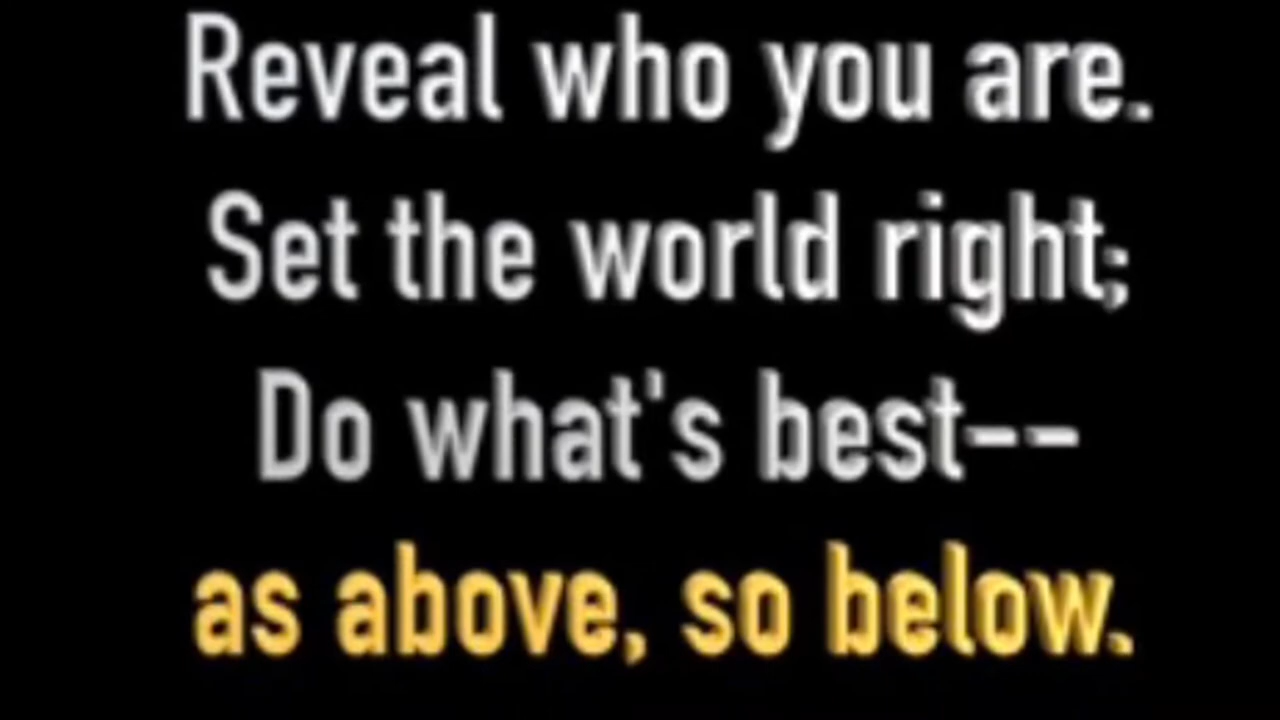 Reveal who you are.
Set the world right;
Do what's best--
as above, so below.